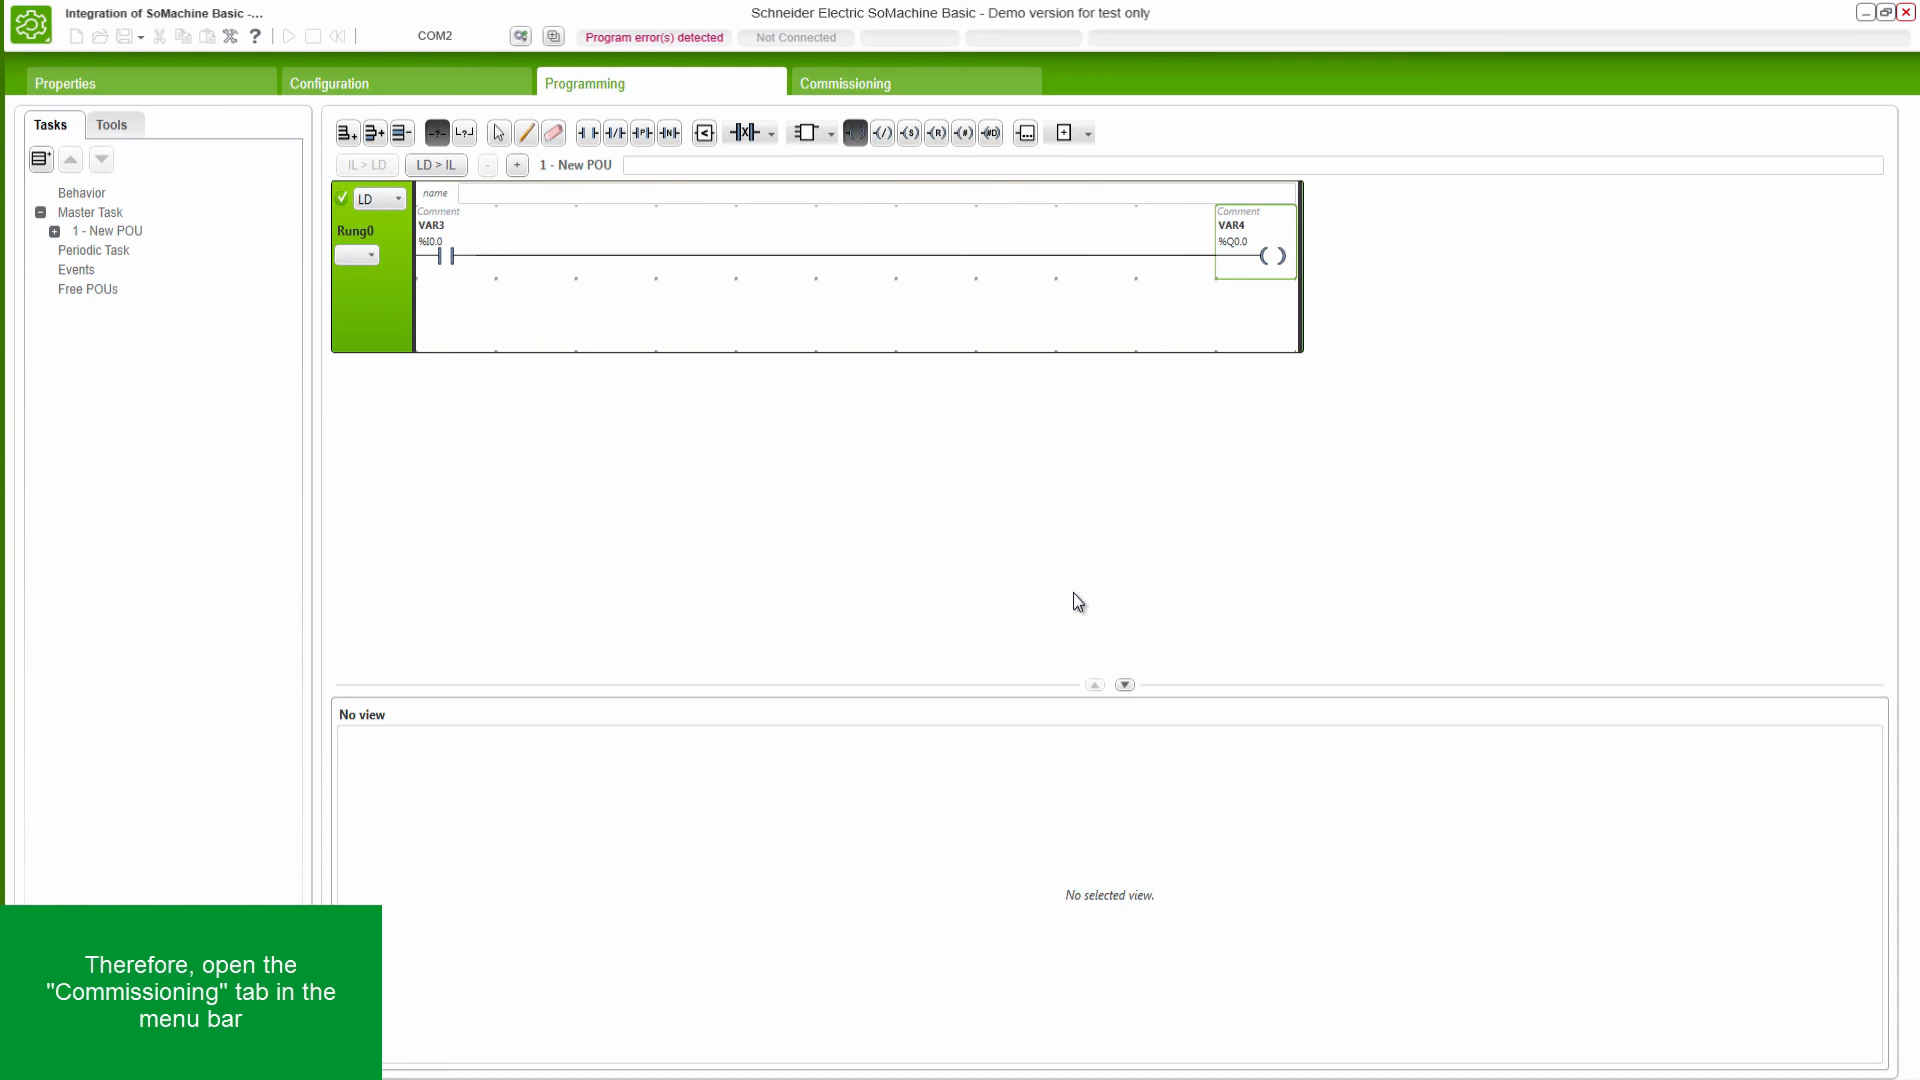 Integration of SoMachine Basic -...
Schneider Electric SoMachine Basic - Demo version for test only
COM2
Program error(s) detected
Not Connected
Properties
Configuration
Programming
Commissioning
Tasks
Tools
IL > LD
LD > IL
-
+
1 - New POU
Behavior
Master Task
1 - New POU
Periodic Task
Events
Free POUs
LD
name
Rung0
Comment
VAR3
%I0.0
Comment
VAR4
%Q0.0
No view
No selected view.
Therefore, open the
"Commissioning" tab in the
menu bar